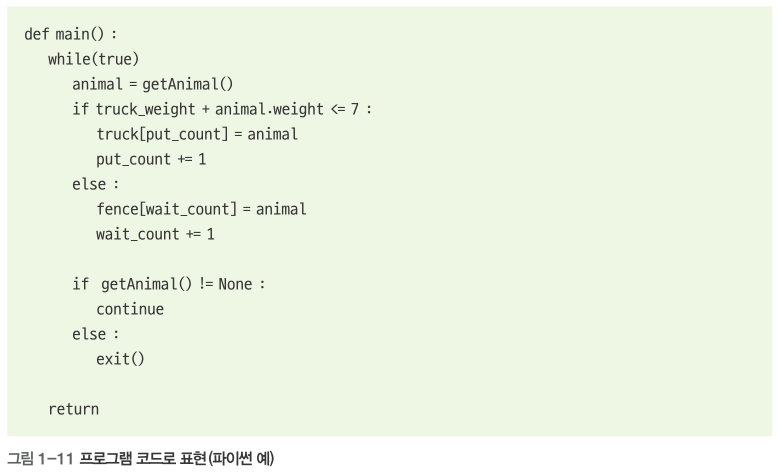 def main() :
while(true)
animal = getAnimal()
if truck_weight + animal.weight <= 7 :
truck[put_count] = animal
put_count += 1
else :
fence[wait_count] = animal
wait_count += 1
if getAnimal() != None :
continue
else :
exit()
return
그림 1-11 프로그램 코드로 표현(파이썬 예)